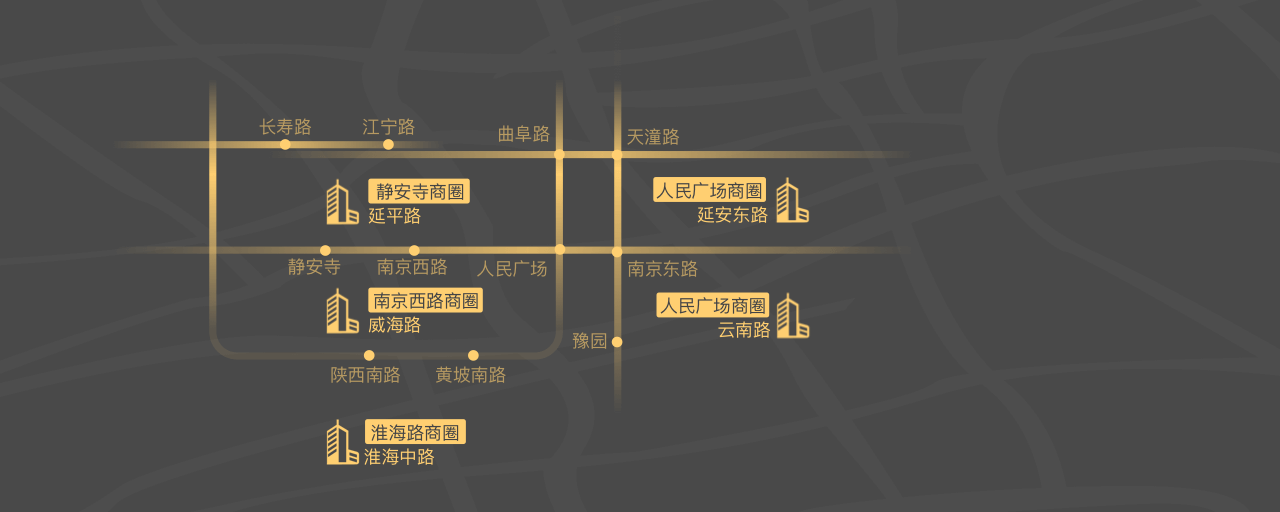 长寿路
江宁路
曲阜路
天潼路
静安寺商圈
延平路
人民广场商圈
延安东路
静安寺
南京西路
人民广场
南京东路
南京西路商圈
威海路
人民广场商圈
云南路
豫园
陕西南路
黄坡南路
淮海路商圈
淮海中路